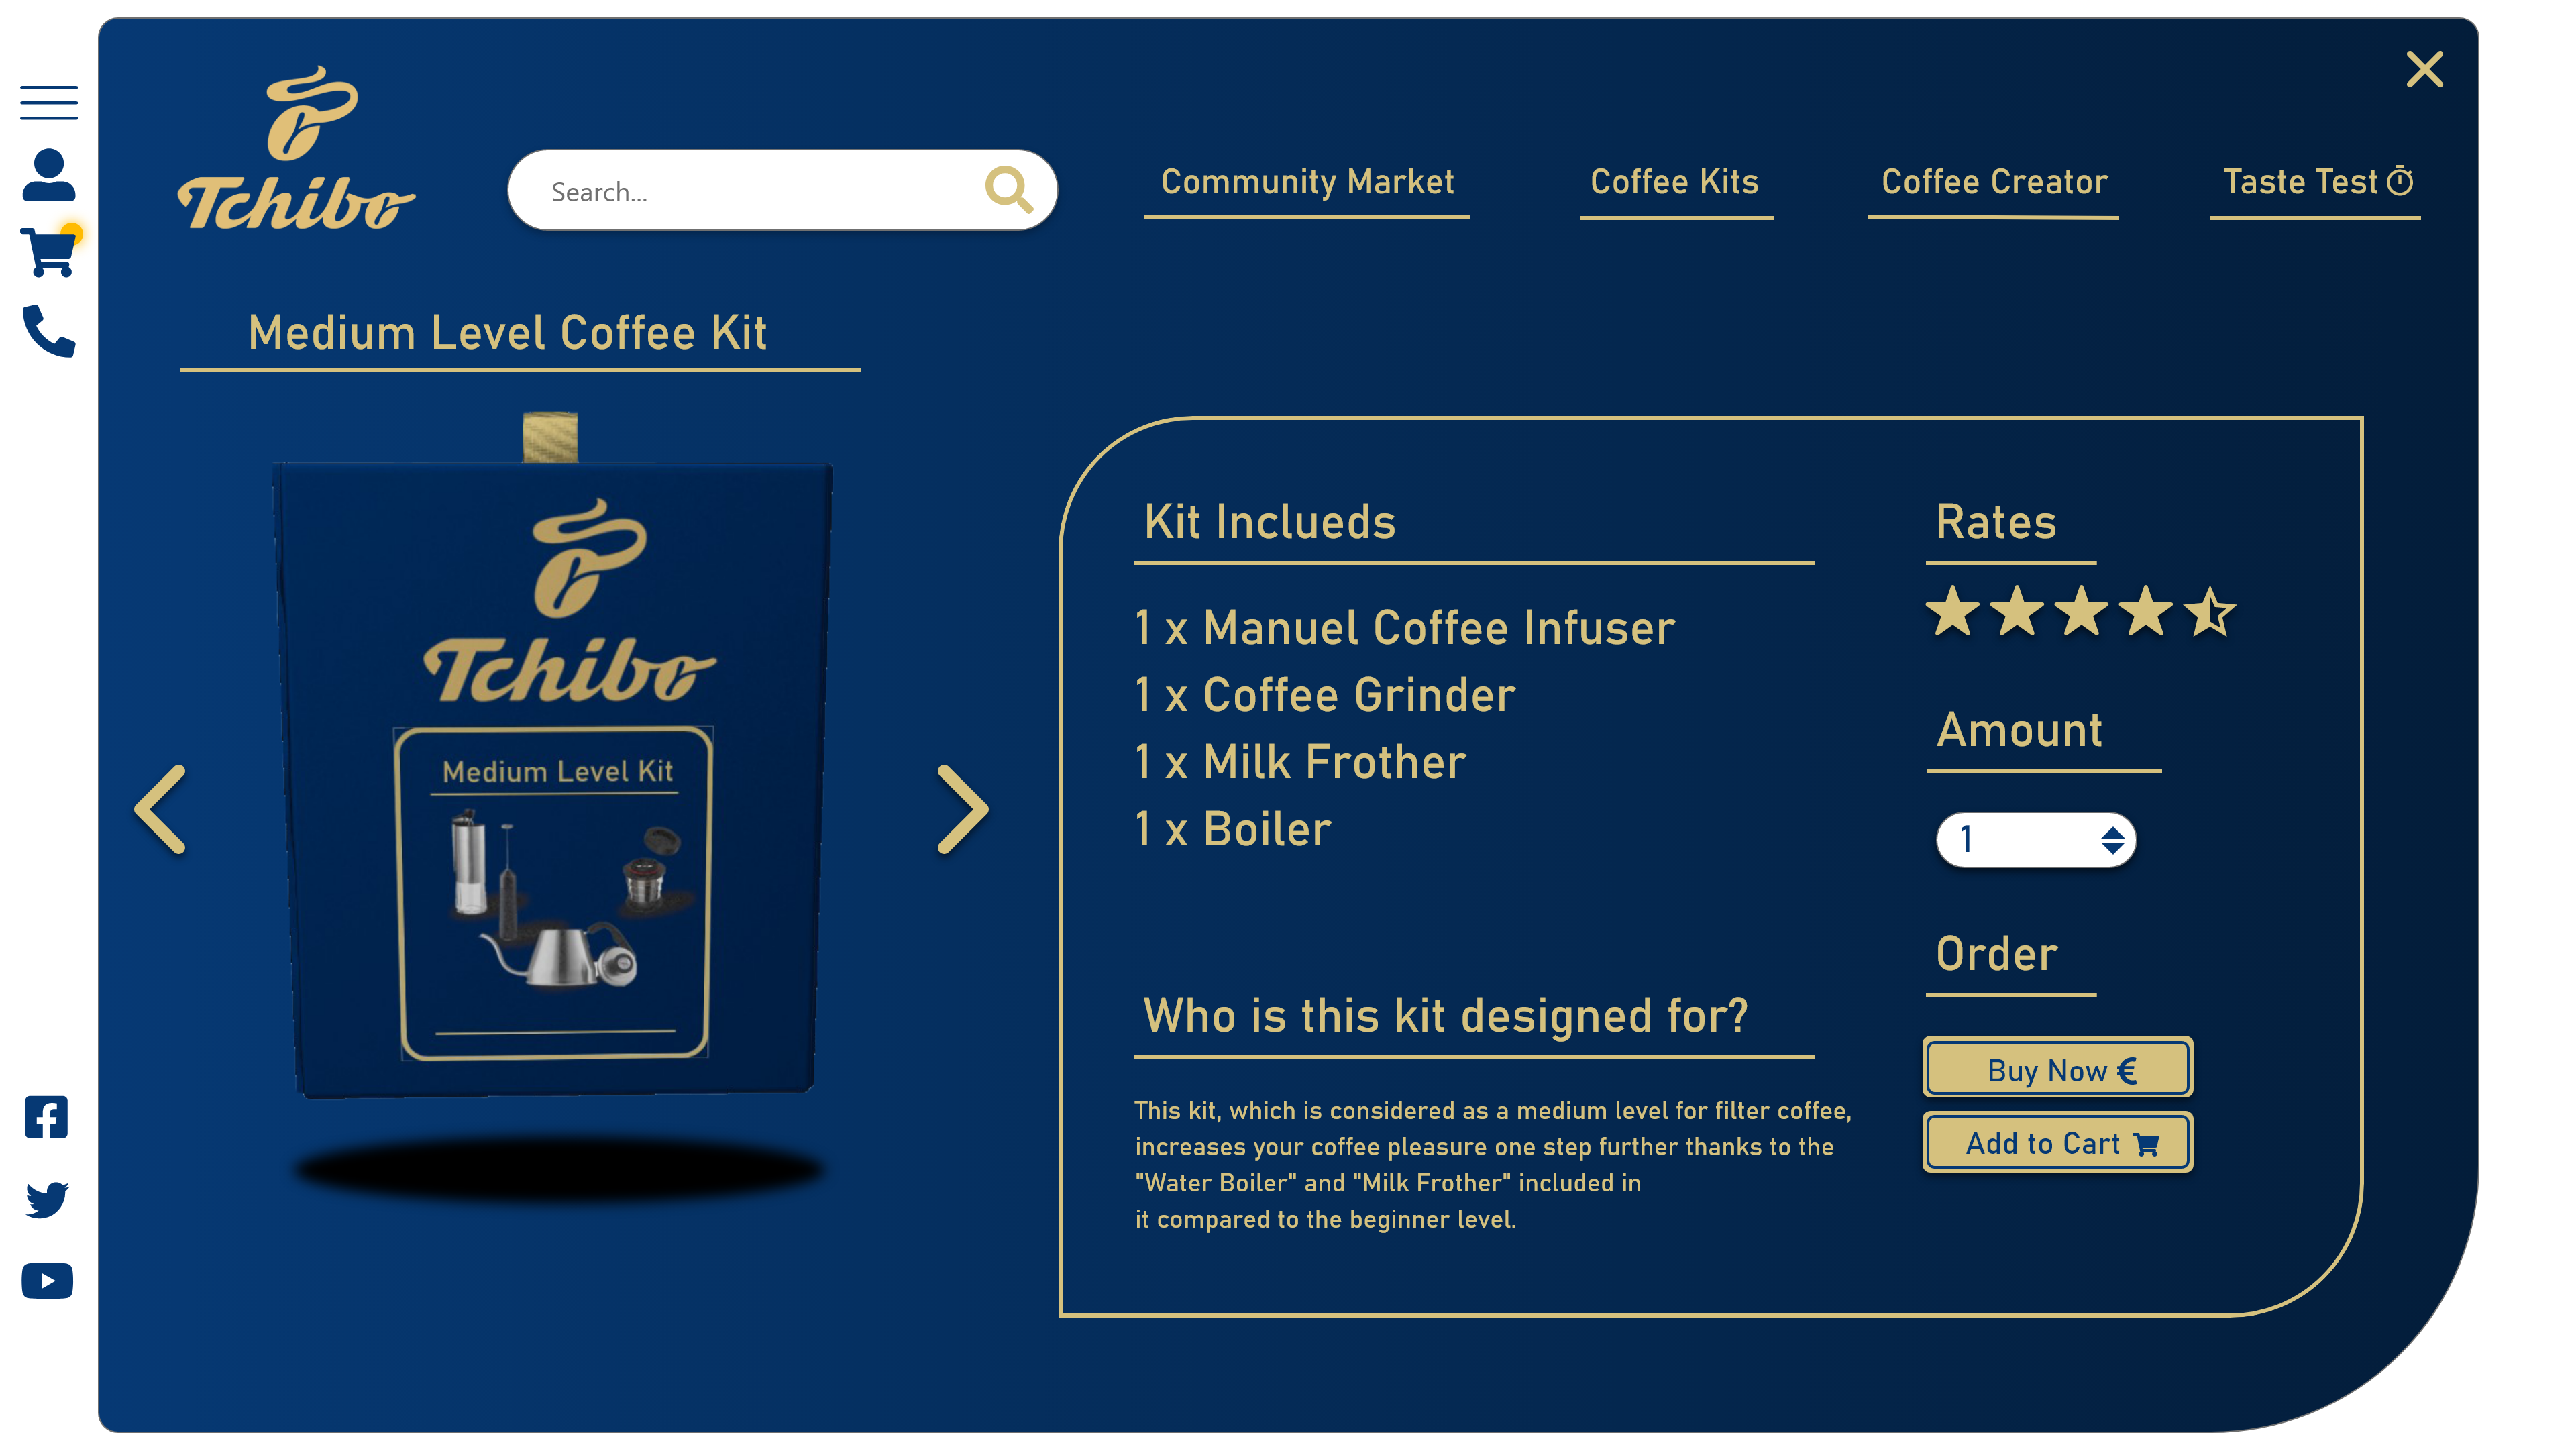 Tchibo
Search...
Community Market
Coffee Kits
Coffee Creator
Taste Test
Medium Level Coffee Kit
Tchibo
Medium Level Kit
Kit Inclueds
1 x Manuel Coffee Infuser
1 x Coffee Grinder
1 x Milk Frother
1 x Boiler
Who is this kit designed for?
This kit, which is considered as a medium level for filter coffee,
increases your coffee pleasure one step further thanks to the
"Water Boiler" and "Milk Frother" included in
it compared to the beginner level.
Rates
Amount
1
Order
Buy Now €
Add to Cart